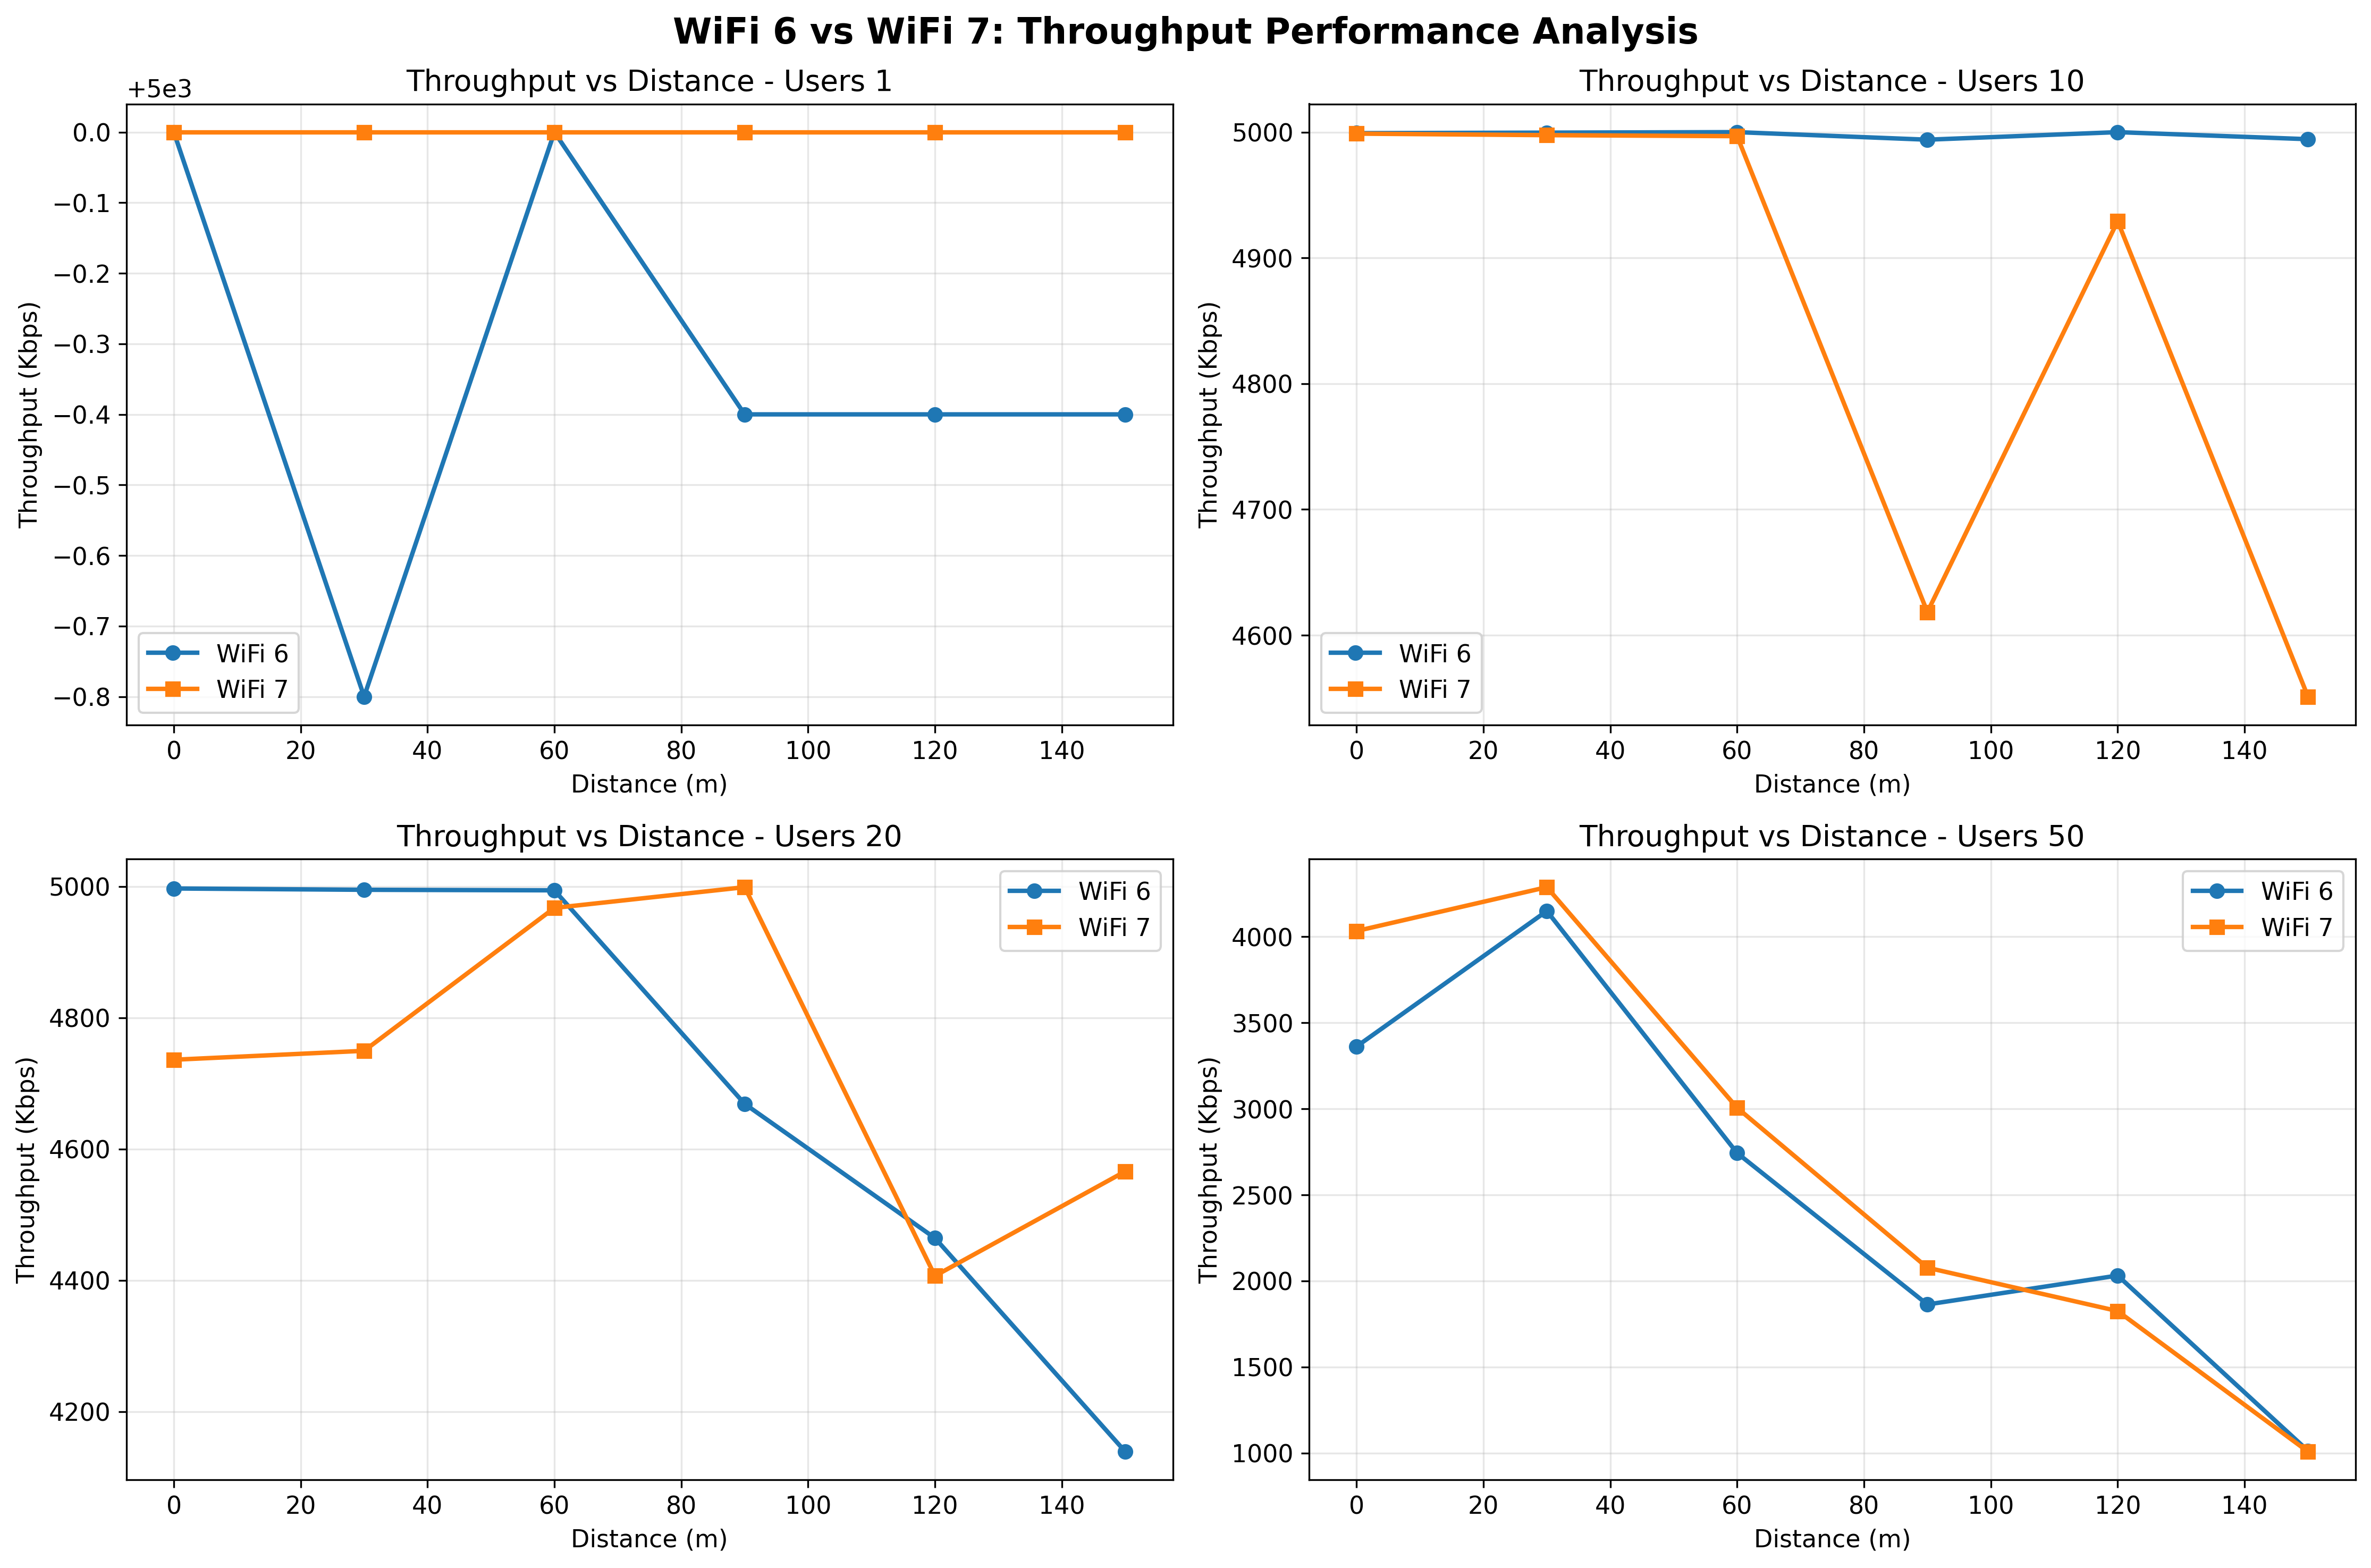 WiFi 6 vs WiFi 7: Throughput Performance Analysis
Throughput vs Distance - Users 1
+5e3
0.0
−0.1
−0.2
−0.3
−0.4
−0.5
−0.6
−0.7
−0.8
Throughput (Kbps)
WiFi 6
WiFi 7
0 20 40 60 80 100 120 140
Distance (m)
Throughput vs Distance - Users 10
5000
4900
4800
4700
4600
Throughput (Kbps)
WiFi 6
WiFi 7
0 20 40 60 80 100 120 140
Distance (m)
Throughput vs Distance - Users 20
5000
4800
4600
4400
4200
Throughput (Kbps)
WiFi 6
WiFi 7
0 20 40 60 80 100 120 140
Distance (m)
Throughput vs Distance - Users 50
4000
3500
3000
2500
2000
1500
1000
Throughput (Kbps)
WiFi 6
WiFi 7
0 20 40 60 80 100 120 140
Distance (m)